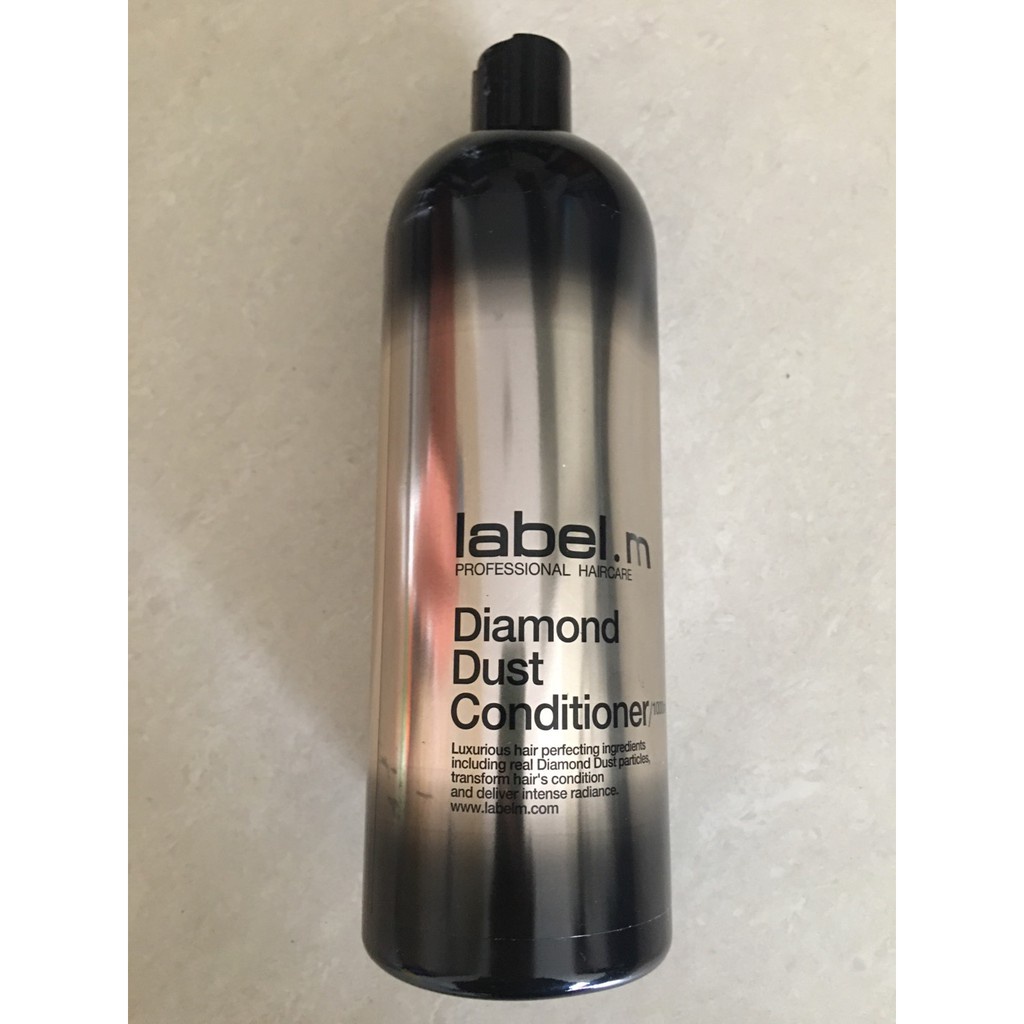 label.m
PROFESSIONAL HAIRCARE
Diamond
Dust
Conditioner
Luxurious hair perfecting ingredients
including real Diamond Dust particles,
transform hair's condition
and deliver intense radiance.
www.labelm.com